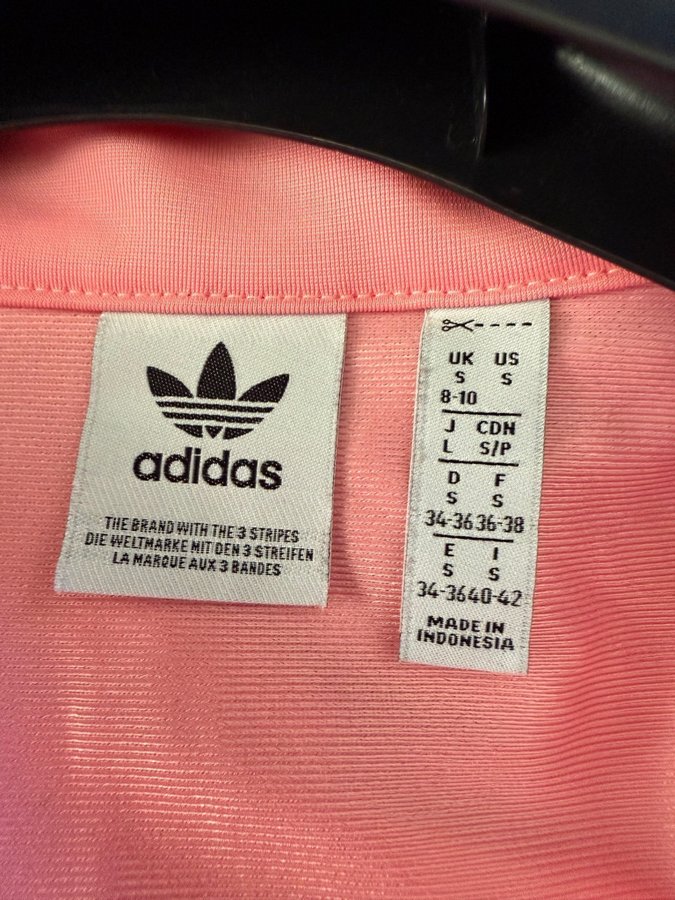 adidas
THE BRAND WITH THE 3 STRIPES
DIE WELTMARKE MIT DEN 3 STREIFEN
LA MARQUE AUX 3 BANDES
UK US
S S
8-10
J CDN
L S/P
D F
S S
34-36 36-38
E I
S S
34-36 40-42
MADE IN
INDONESIA